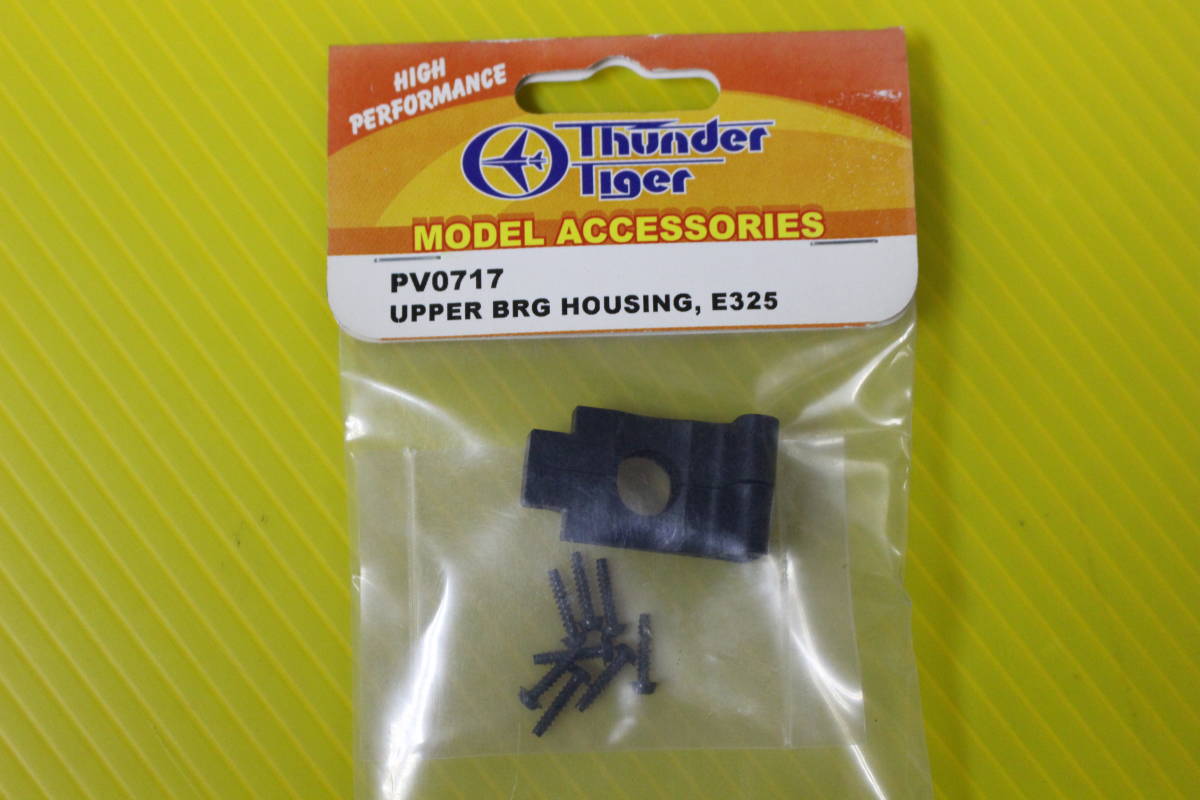 HIGH
PERFORMANCE
Thunder
Tiger
MODEL ACCESSORIES
PV0717
UPPER BRG HOUSING, E325